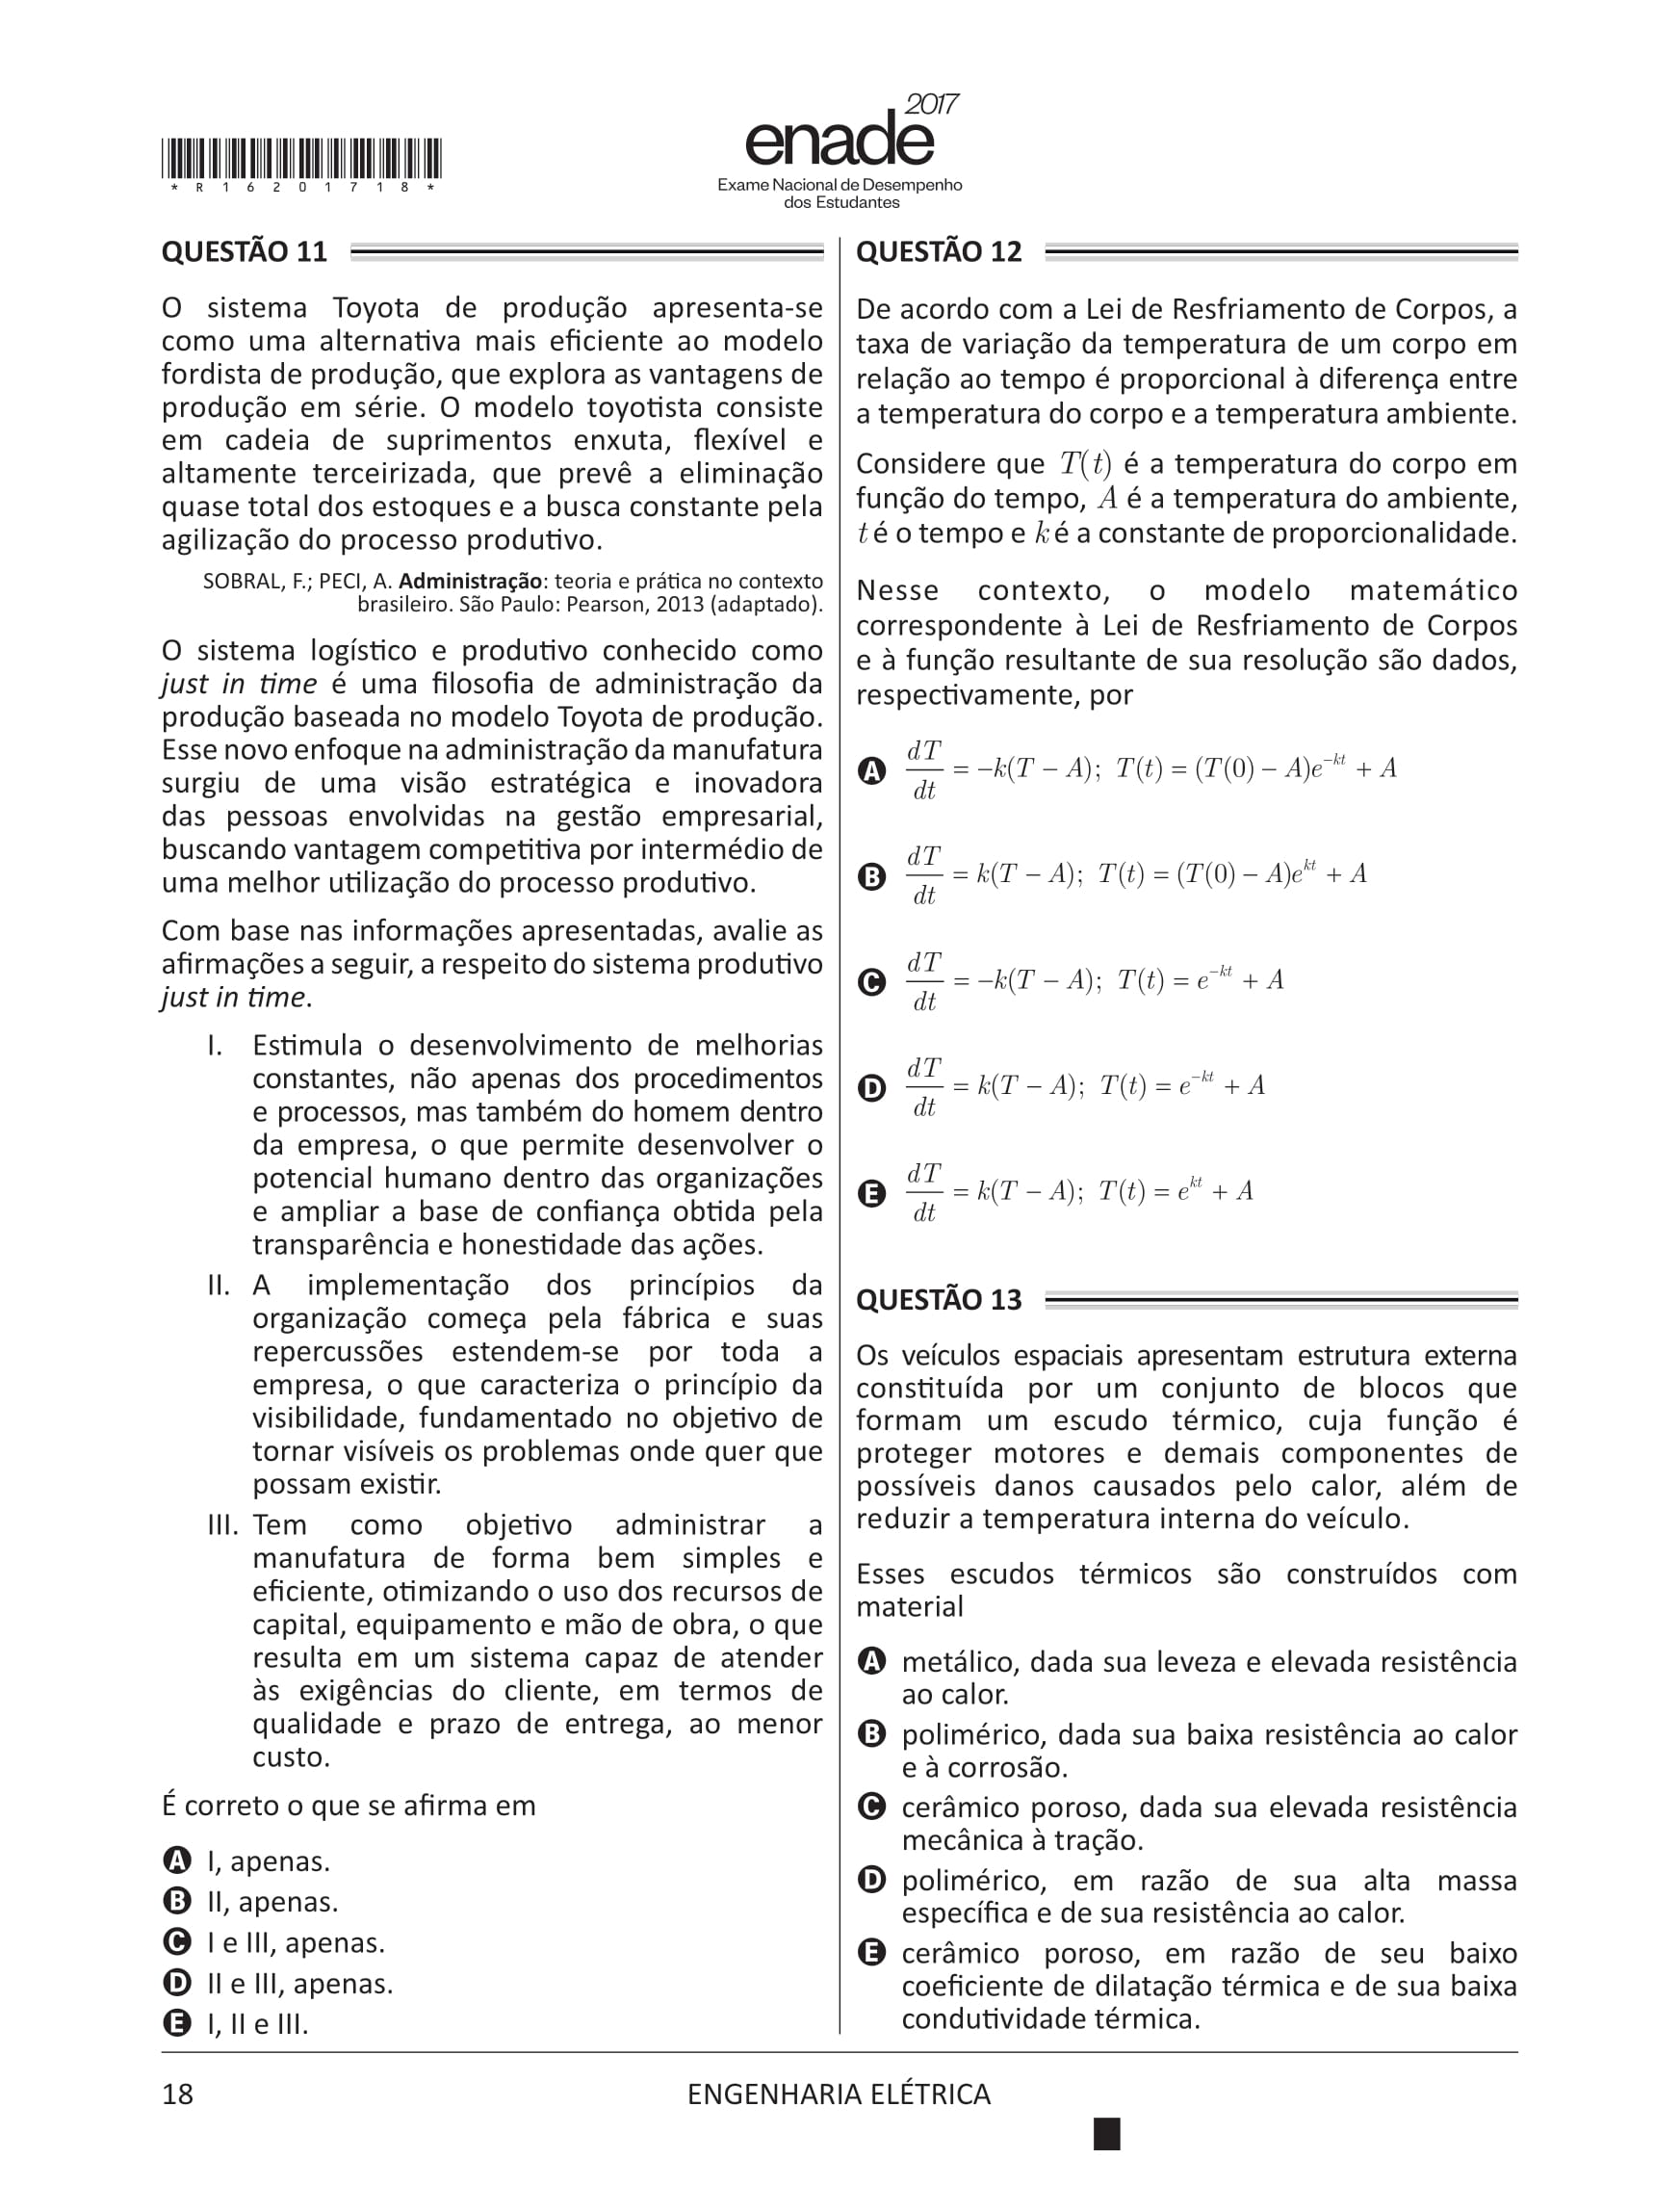 enade 2017
Exame Nacional de Desempenho
dos Estudantes
* R 1 6 2 0 1 7 1 8 *
QUESTÃO 11
O sistema Toyota de produção apresenta-se
como uma alternativa mais eficiente ao modelo
fordista de produção, que explora as vantagens de
produção em série. O modelo toyotista consiste
em cadeia de suprimentos enxuta, flexível e
altamente terceirizada, que prevê a eliminação
quase total dos estoques e a busca constante pela
agilização do processo produtivo.
SOBRAL, F.; PECI, A. Administração: teoria e prática no contexto
brasileiro. São Paulo: Pearson, 2013 (adaptado).
O sistema logístico e produtivo conhecido como
just in time é uma filosofia de administração da
produção baseada no modelo Toyota de produção.
Esse novo enfoque na administração da manufatura
surgiu de uma visão estratégica e inovadora
das pessoas envolvidas na gestão empresarial,
buscando vantagem competitiva por intermédio de
uma melhor utilização do processo produtivo.
Com base nas informações apresentadas, avalie as
afirmações a seguir, a respeito do sistema produtivo
just in time.
I. Estimula o desenvolvimento de melhorias
constantes, não apenas dos procedimentos
e processos, mas também do homem dentro
da empresa, o que permite desenvolver o
potencial humano dentro das organizações
e ampliar a base de confiança obtida pela
transparência e honestidade das ações.
II. A implementação dos princípios da
organização começa pela fábrica e suas
repercussões estendem-se por toda a
empresa, o que caracteriza o princípio da
visibilidade, fundamentado no objetivo de
tornar visíveis os problemas onde quer que
possam existir.
III. Tem como objetivo administrar a
manufatura de forma bem simples e
eficiente, otimizando o uso dos recursos de
capital, equipamento e mão de obra, o que
resulta em um sistema capaz de atender
às exigências do cliente, em termos de
qualidade e prazo de entrega, ao menor
custo.
É correto o que se afirma em
A I, apenas.
B II, apenas.
C I e III, apenas.
D II e III, apenas.
E I, II e III.
QUESTÃO 12
De acordo com a Lei de Resfriamento de Corpos, a
taxa de variação da temperatura de um corpo em
relação ao tempo é proporcional à diferença entre
a temperatura do corpo e a temperatura ambiente.
Considere que T(t) é a temperatura do corpo em
função do tempo, A é a temperatura do ambiente,
t é o tempo e k é a constante de proporcionalidade.
Nesse contexto, o modelo matemático
correspondente à Lei de Resfriamento de Corpos
e à função resultante de sua resolução são dados,
respectivamente, por
A dT/dt = −k(T − A); T(t) = (T(0) − A)e^−kt + A
B dT/dt = k(T − A); T(t) = (T(0) − A)e^kt + A
C dT/dt = −k(T − A); T(t) = e^−kt + A
D dT/dt = k(T − A); T(t) = e^−kt + A
E dT/dt = k(T − A); T(t) = e^kt + A
QUESTÃO 13
Os veículos espaciais apresentam estrutura externa
constituída por um conjunto de blocos que
formam um escudo térmico, cuja função é
proteger motores e demais componentes de
possíveis danos causados pelo calor, além de
reduzir a temperatura interna do veículo.
Esses escudos térmicos são construídos com
material
A metálico, dada sua leveza e elevada resistência
ao calor.
B polimérico, dada sua baixa resistência ao calor
e à corrosão.
C cerâmico poroso, dada sua elevada resistência
mecânica à tração.
D polimérico, em razão de sua alta massa
específica e de sua resistência ao calor.
E cerâmico poroso, em razão de seu baixo
coeficiente de dilatação térmica e de sua baixa
condutividade térmica.
18
ENGENHARIA ELÉTRICA